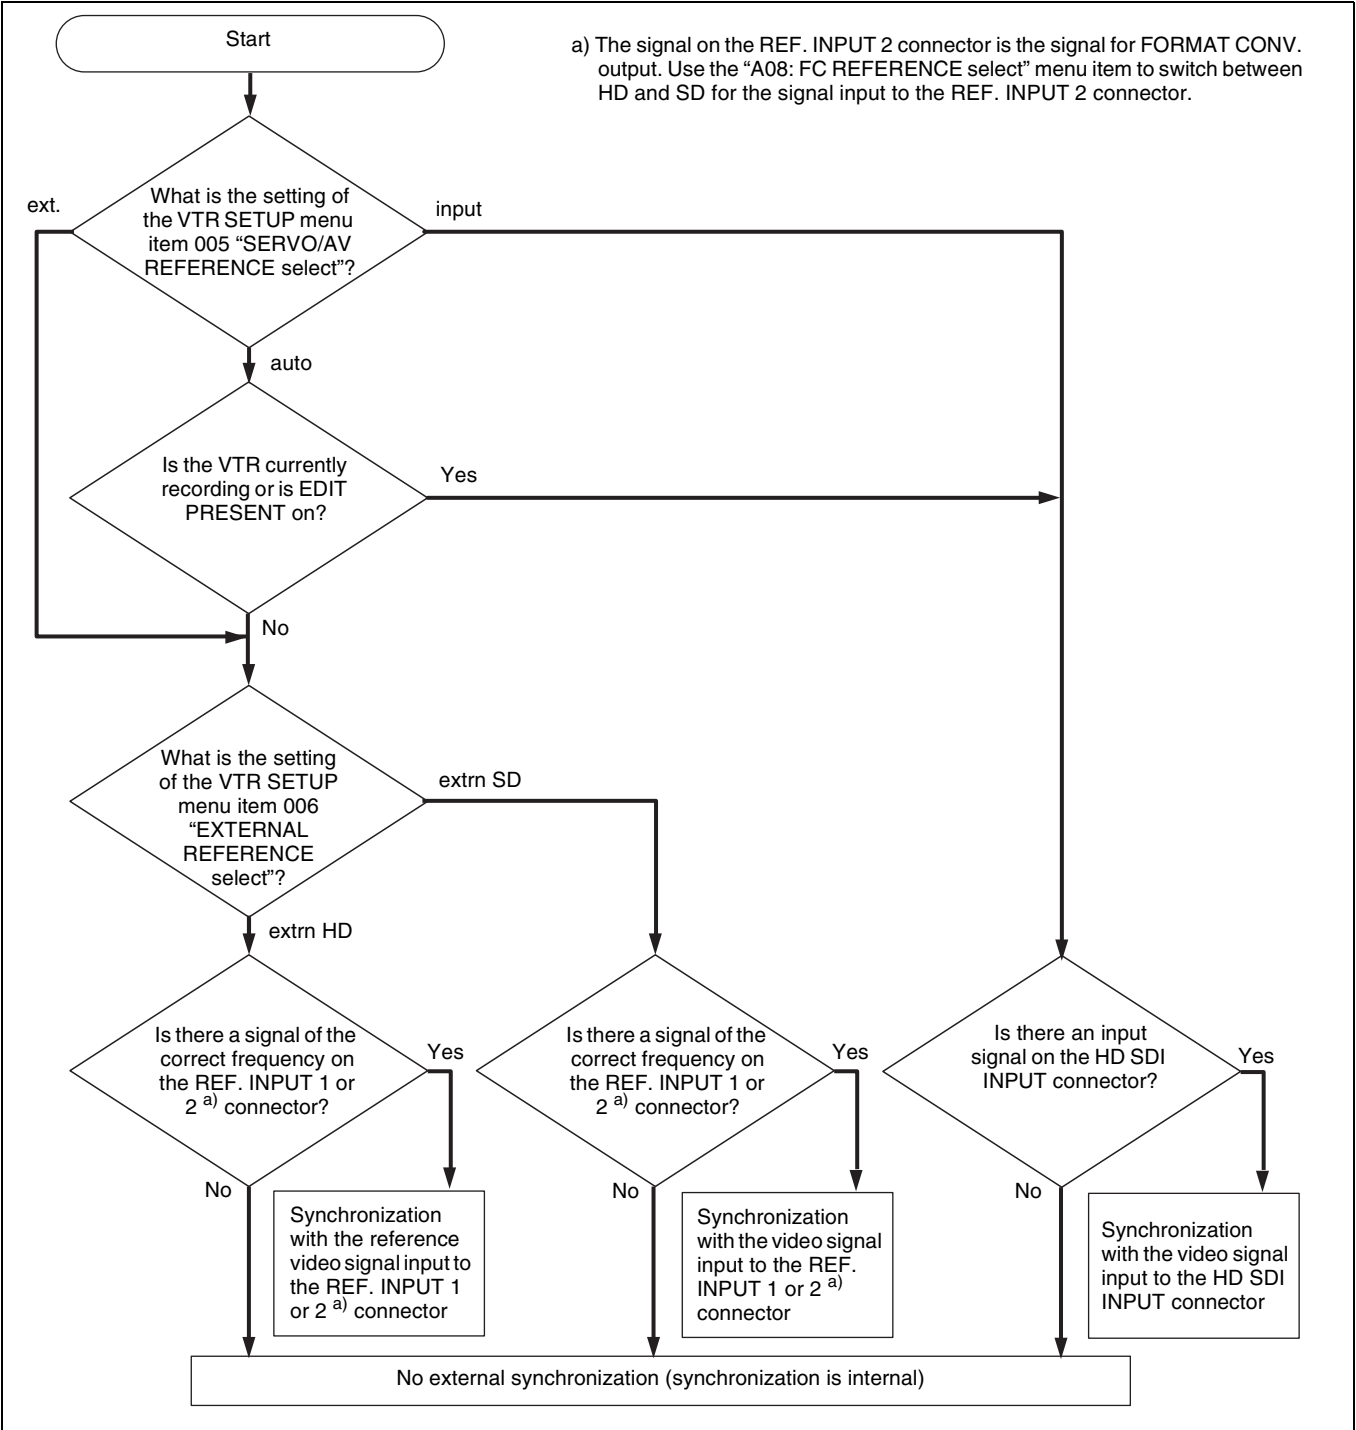 Start
a) The signal on the REF. INPUT 2 connector is the signal for FORMAT CONV.
output. Use the “A08: FC REFERENCE select” menu item to switch between
HD and SD for the signal input to the REF. INPUT 2 connector.
ext.
What is the setting of
the VTR SETUP menu
item 005 “SERVO/AV
REFERENCE select”?
input
auto
Is the VTR currently
recording or is EDIT
PRESENT on?
Yes
No
What is the setting
of the VTR SETUP
menu item 006
“EXTERNAL
REFERENCE
select”?
extrn SD
extrn HD
Is there a signal of the
correct frequency on
the REF. INPUT 1 or
2 a) connector?
Yes
Is there a signal of the
correct frequency on
the REF. INPUT 1 or
2 a) connector?
Yes
Is there an input
signal on the HD SDI
INPUT connector?
Yes
No
Synchronization
with the reference
video signal input to
the REF. INPUT 1
or 2 a) connector
No
Synchronization
with the video signal
input to the REF.
INPUT 1 or 2 a)
connector
No
Synchronization
with the video signal
input to the HD SDI
INPUT connector
No external synchronization (synchronization is internal)